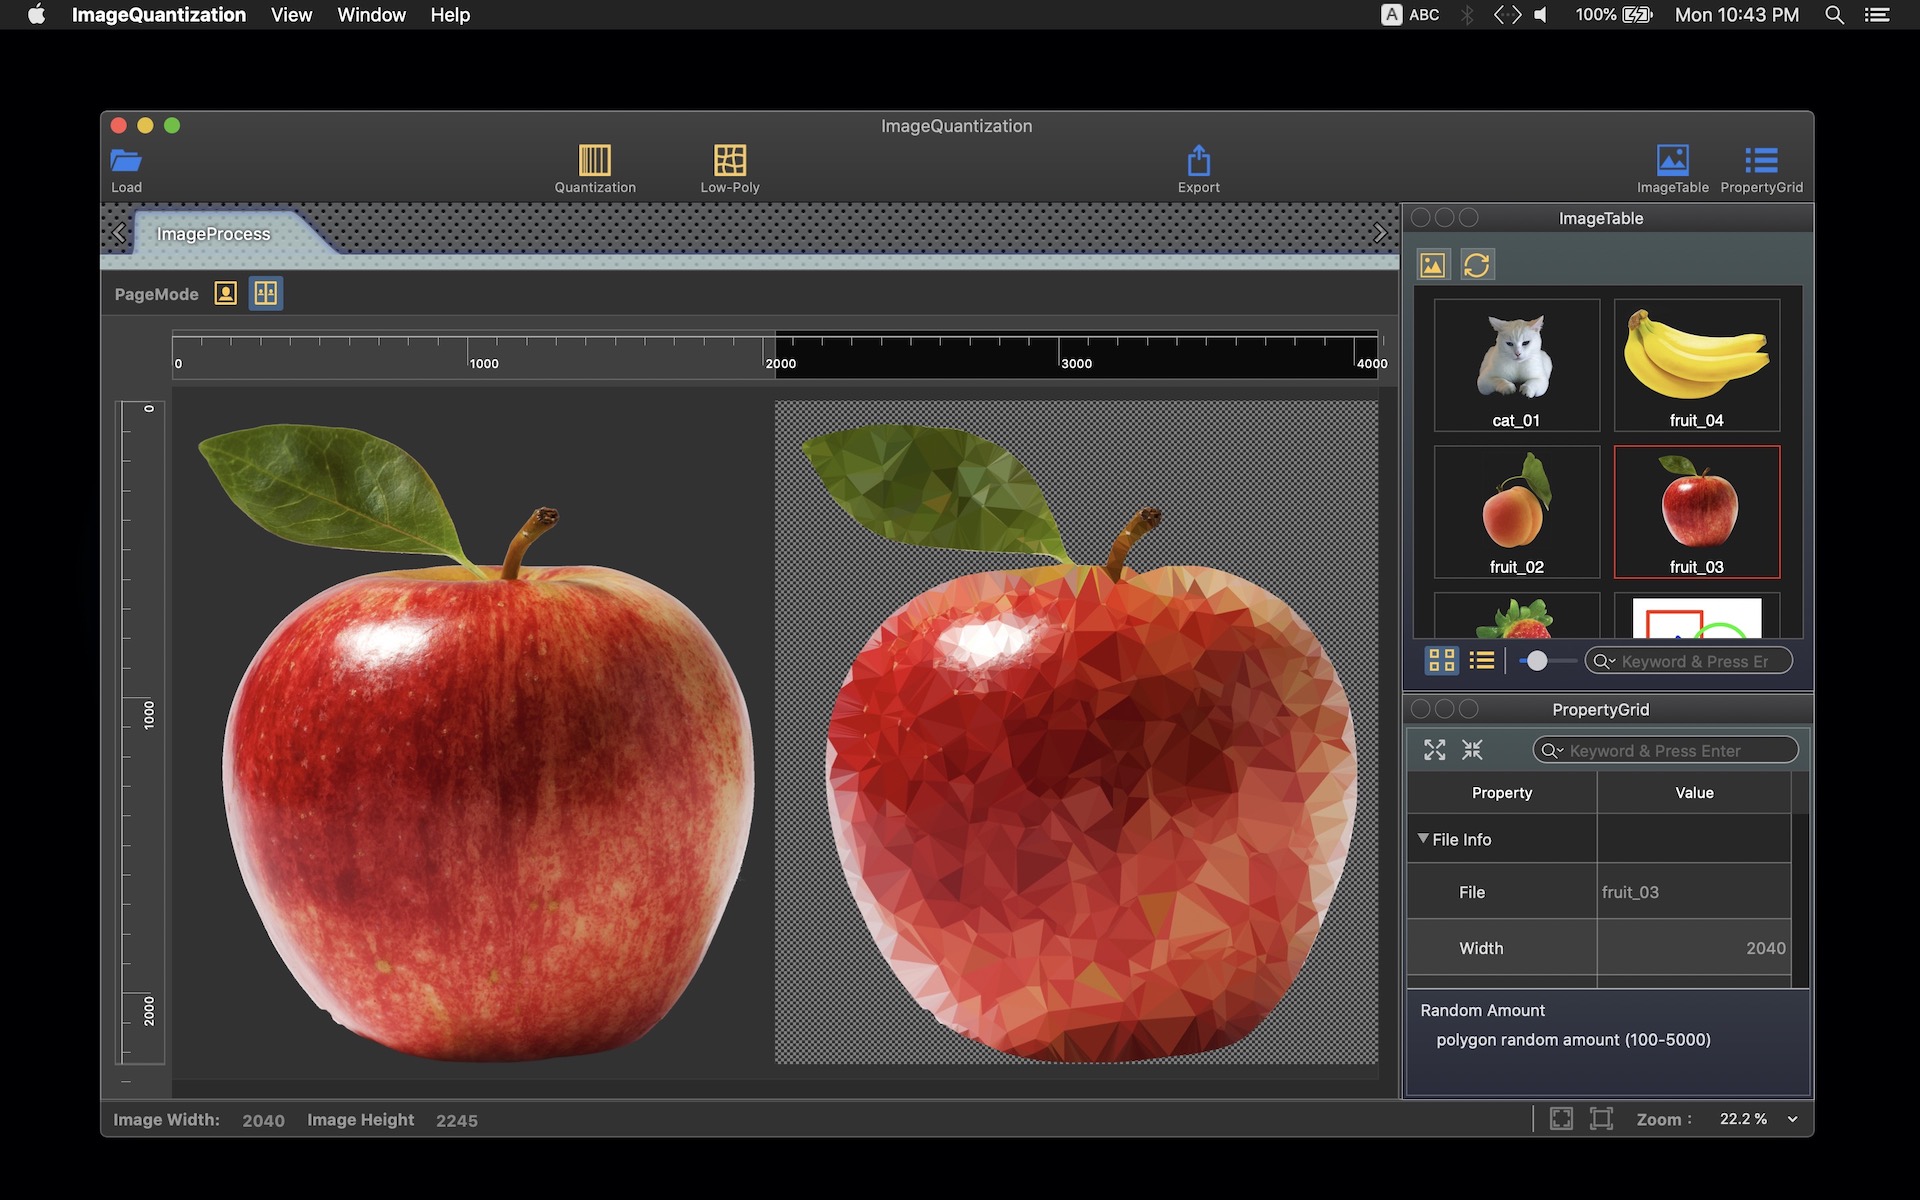 ImageQuantization View Window Help
A ABC 100% Mon 10:43 PM
ImageQuantization
Load Quantization Low-Poly Export ImageTable PropertyGrid
ImageProcess
PageMode
0 1000 2000 3000 4000
0
1000
2000
ImageTable
cat_01 fruit_04
fruit_02 fruit_03
Keyword & Press Er
PropertyGrid
Keyword & Press Enter
Property Value
File Info
File fruit_03
Width 2040
Random Amount
polygon random amount (100-5000)
Image Width: 2040 Image Height 2245 Zoom : 22.2 %